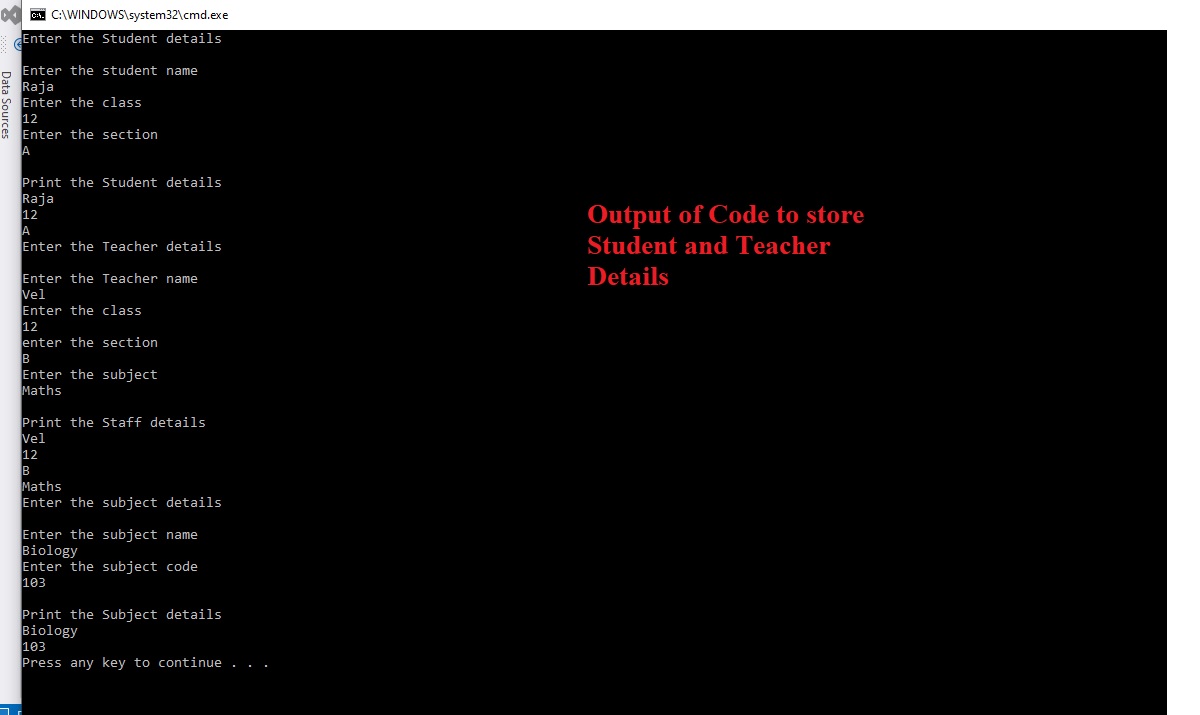 C:\WINDOWS\system32\cmd.exe
Data Sources
Enter the Student details
Enter the student name
Raja
Enter the class
12
Enter the section
A
Print the Student details
Raja
12
A
Enter the Teacher details
Enter the Teacher name
Vel
Enter the class
12
enter the section
B
Enter the subject
Maths
Print the Staff details
Vel
12
B
Maths
Enter the subject details
Enter the subject name
Biology
Enter the subject code
103
Print the Subject details
Biology
103
Press any key to continue . . .
Output of Code to store
Student and Teacher
Details